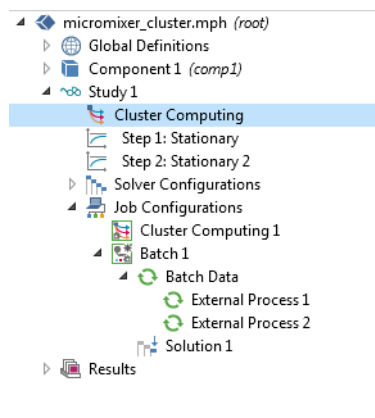 micromixer_cluster.mph (root)
Global Definitions
Component 1 (comp1)
Study 1
Cluster Computing
Step 1: Stationary
Step 2: Stationary 2
Solver Configurations
Job Configurations
Cluster Computing 1
Batch 1
Batch Data
External Process 1
External Process 2
Solution 1
Results